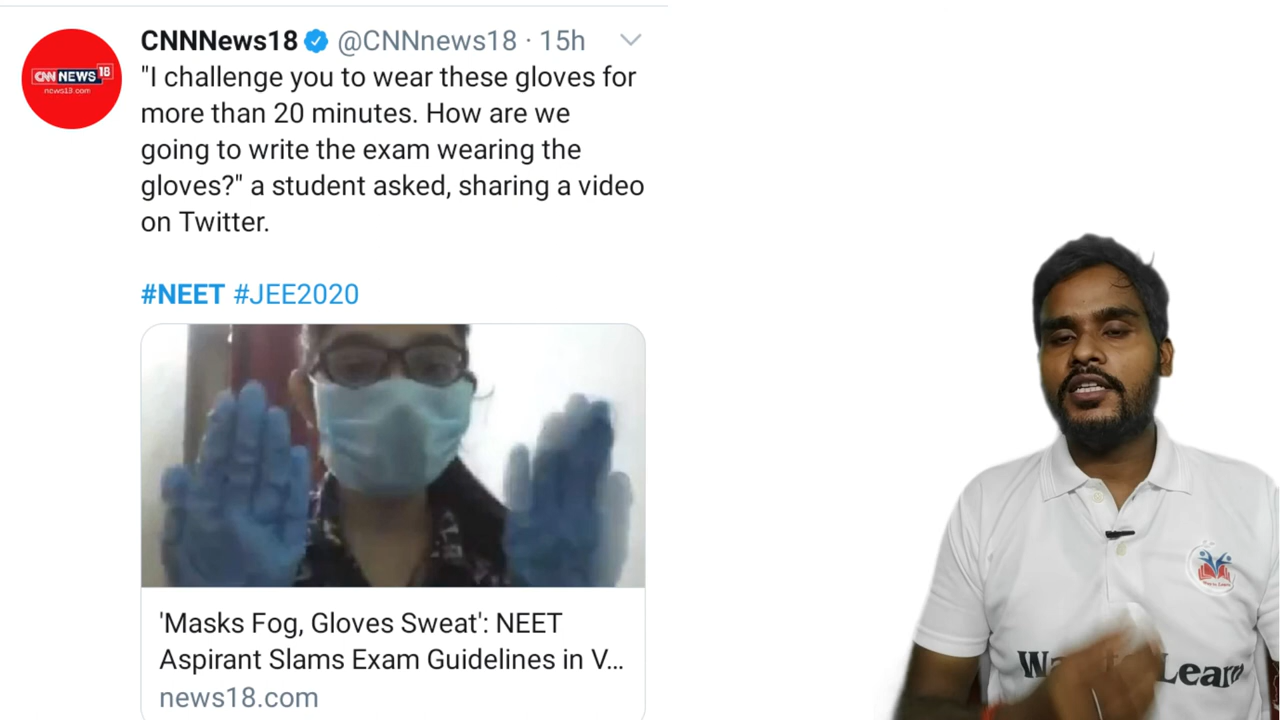 CNNNews18 @CNNnews18 · 15h
"I challenge you to wear these gloves for
more than 20 minutes. How are we
going to write the exam wearing the
gloves?" a student asked, sharing a video
on Twitter.
#NEET #JEE2020
CNN NEWS 18
news18.com
'Masks Fog, Gloves Sweat': NEET
Aspirant Slams Exam Guidelines in V...
news18.com
Learn